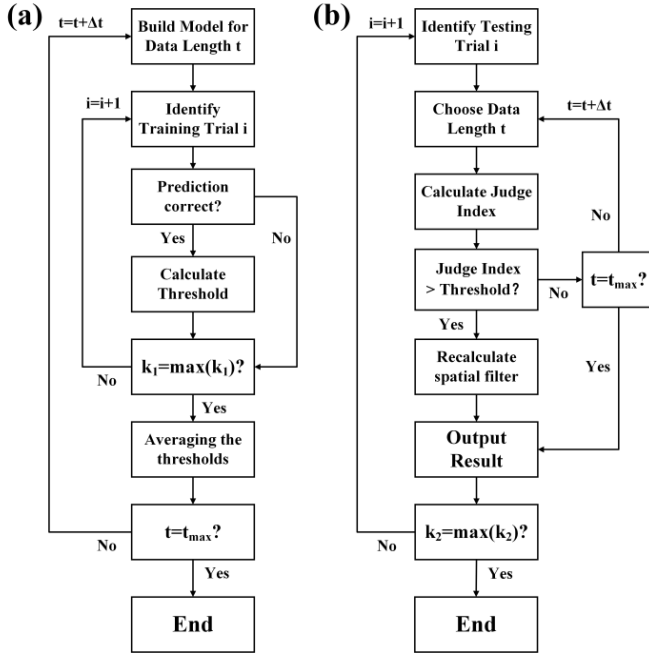 (a)
t=t+Δt
Build Model for
Data Length t
i=i+1
Identify
Training Trial i
Prediction
correct?
Yes
No
Calculate
Threshold
k₁=max(k₁)?
No
Yes
Averaging the
thresholds
t=tmax?
No
Yes
End
(b)
i=i+1
Identify Testing
Trial i
t=t+Δt
Choose Data
Length t
Calculate Judge
Index
No
Judge Index
> Threshold?
No
t=tmax?
Yes
Recalculate
spatial filter
Yes
Output
Result
k₂=max(k₂)?
No
Yes
End